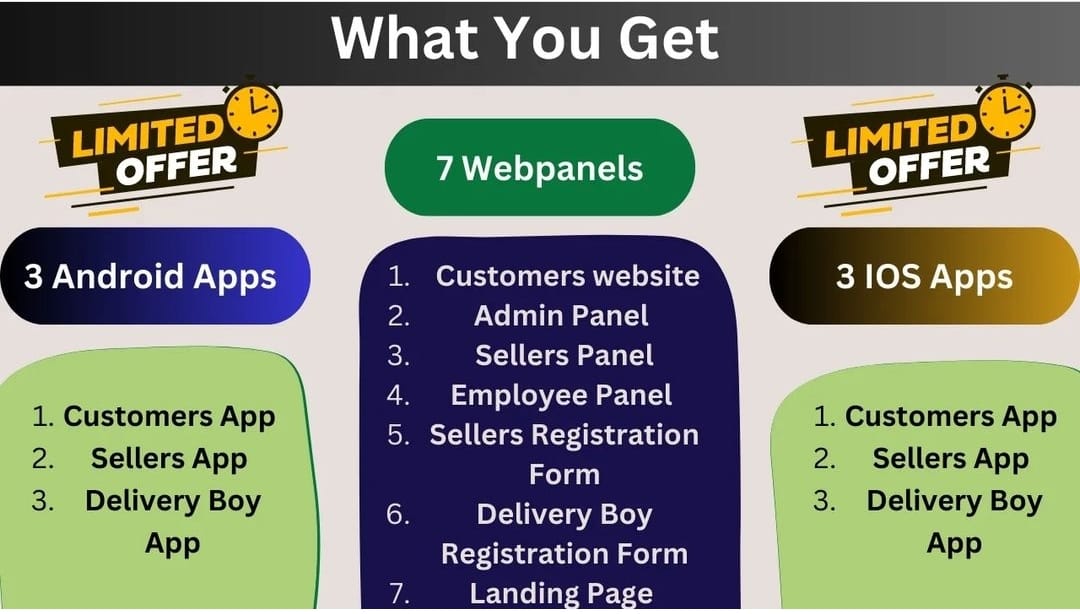 What You Get
LIMITED
OFFER
3 Android Apps
1. Customers App
2. Sellers App
3. Delivery Boy
App
7 Webpanels
1. Customers website
2. Admin Panel
3. Sellers Panel
4. Employee Panel
5. Sellers Registration
Form
6. Delivery Boy
Registration Form
7. Landing Page
LIMITED
OFFER
3 IOS Apps
1. Customers App
2. Sellers App
3. Delivery Boy
App